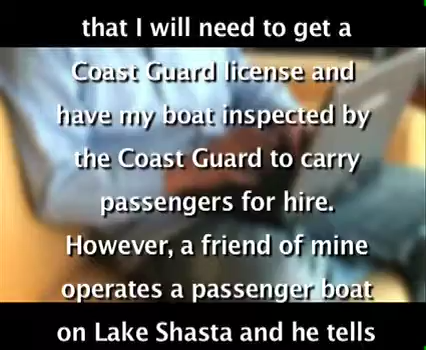 that I will need to get a
Coast Guard license and
have my boat inspected by
the Coast Guard to carry
passengers for hire.
However, a friend of mine
operates a passenger boat
on Lake Shasta and he tells